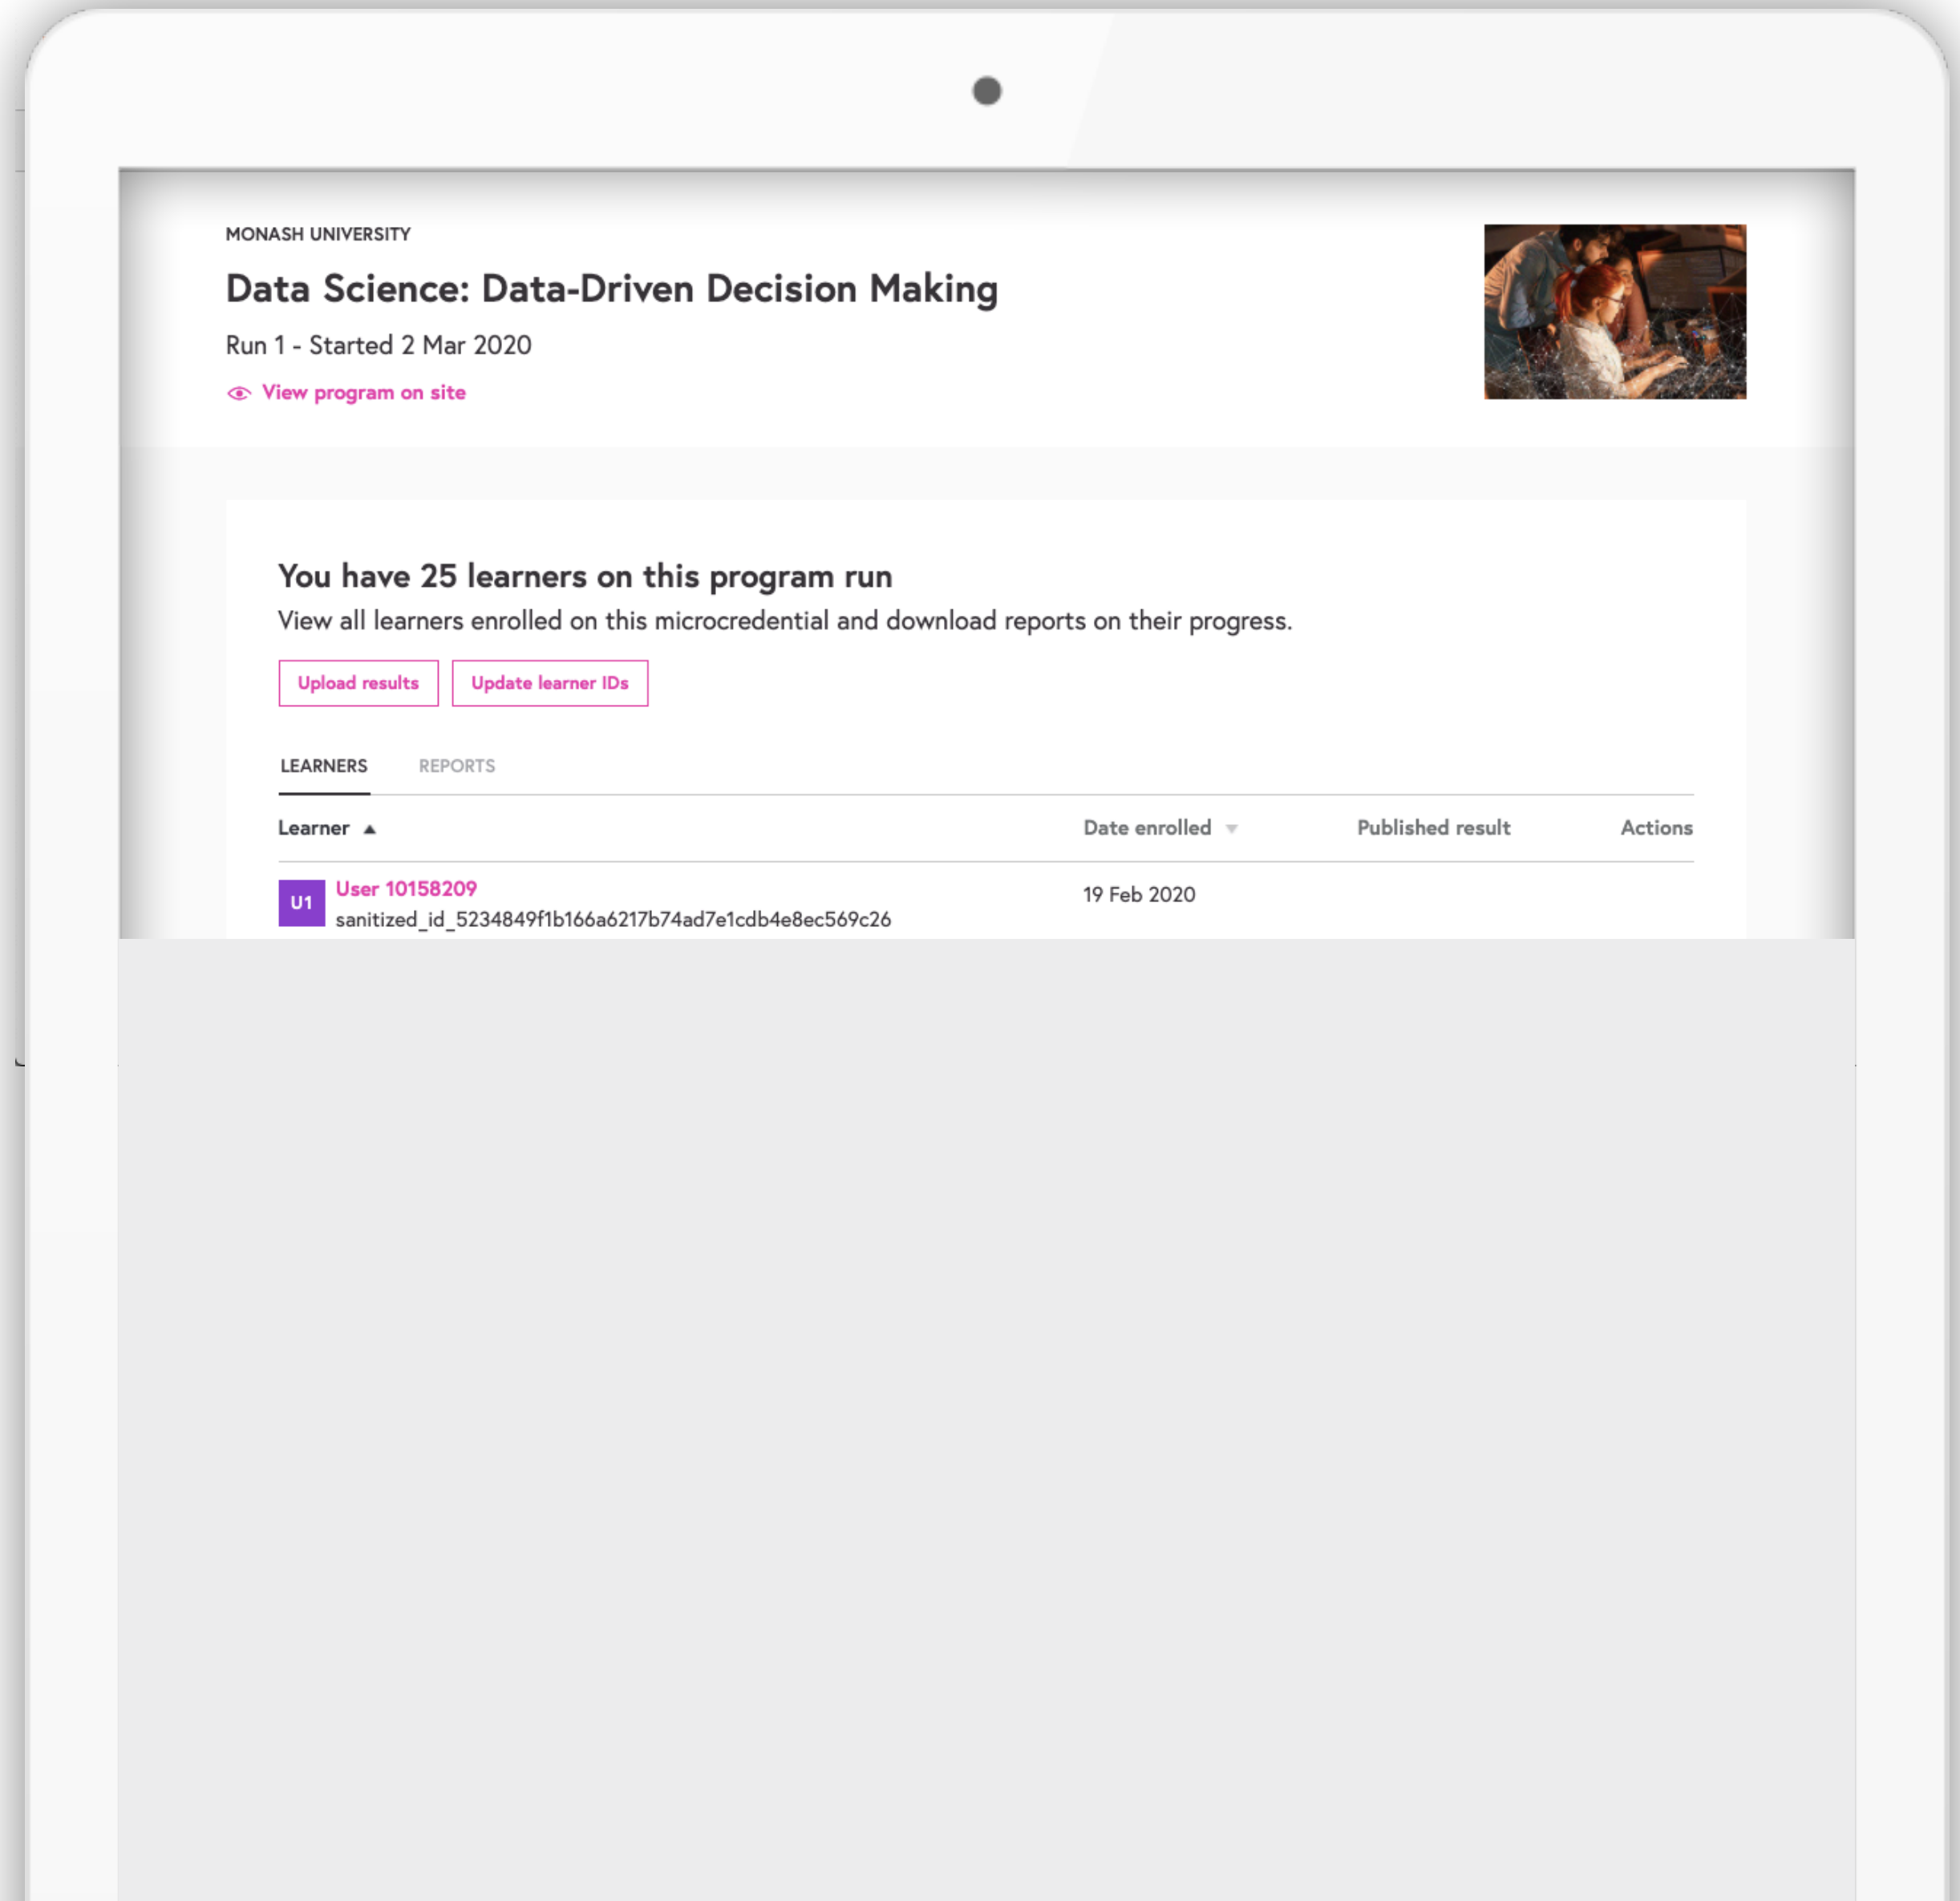 MONASH UNIVERSITY
Data Science: Data-Driven Decision Making
Run 1 - Started 2 Mar 2020
View program on site
You have 25 learners on this program run
View all learners enrolled on this microcredential and download reports on their progress.
Upload results Update learner IDs
LEARNERS REPORTS
Learner ▲ Date enrolled ▼ Published result Actions
U1 User 10158209 19 Feb 2020
sanitized_id_5234849f1b166a6217b74ad7e1cdb4e8ec569c26